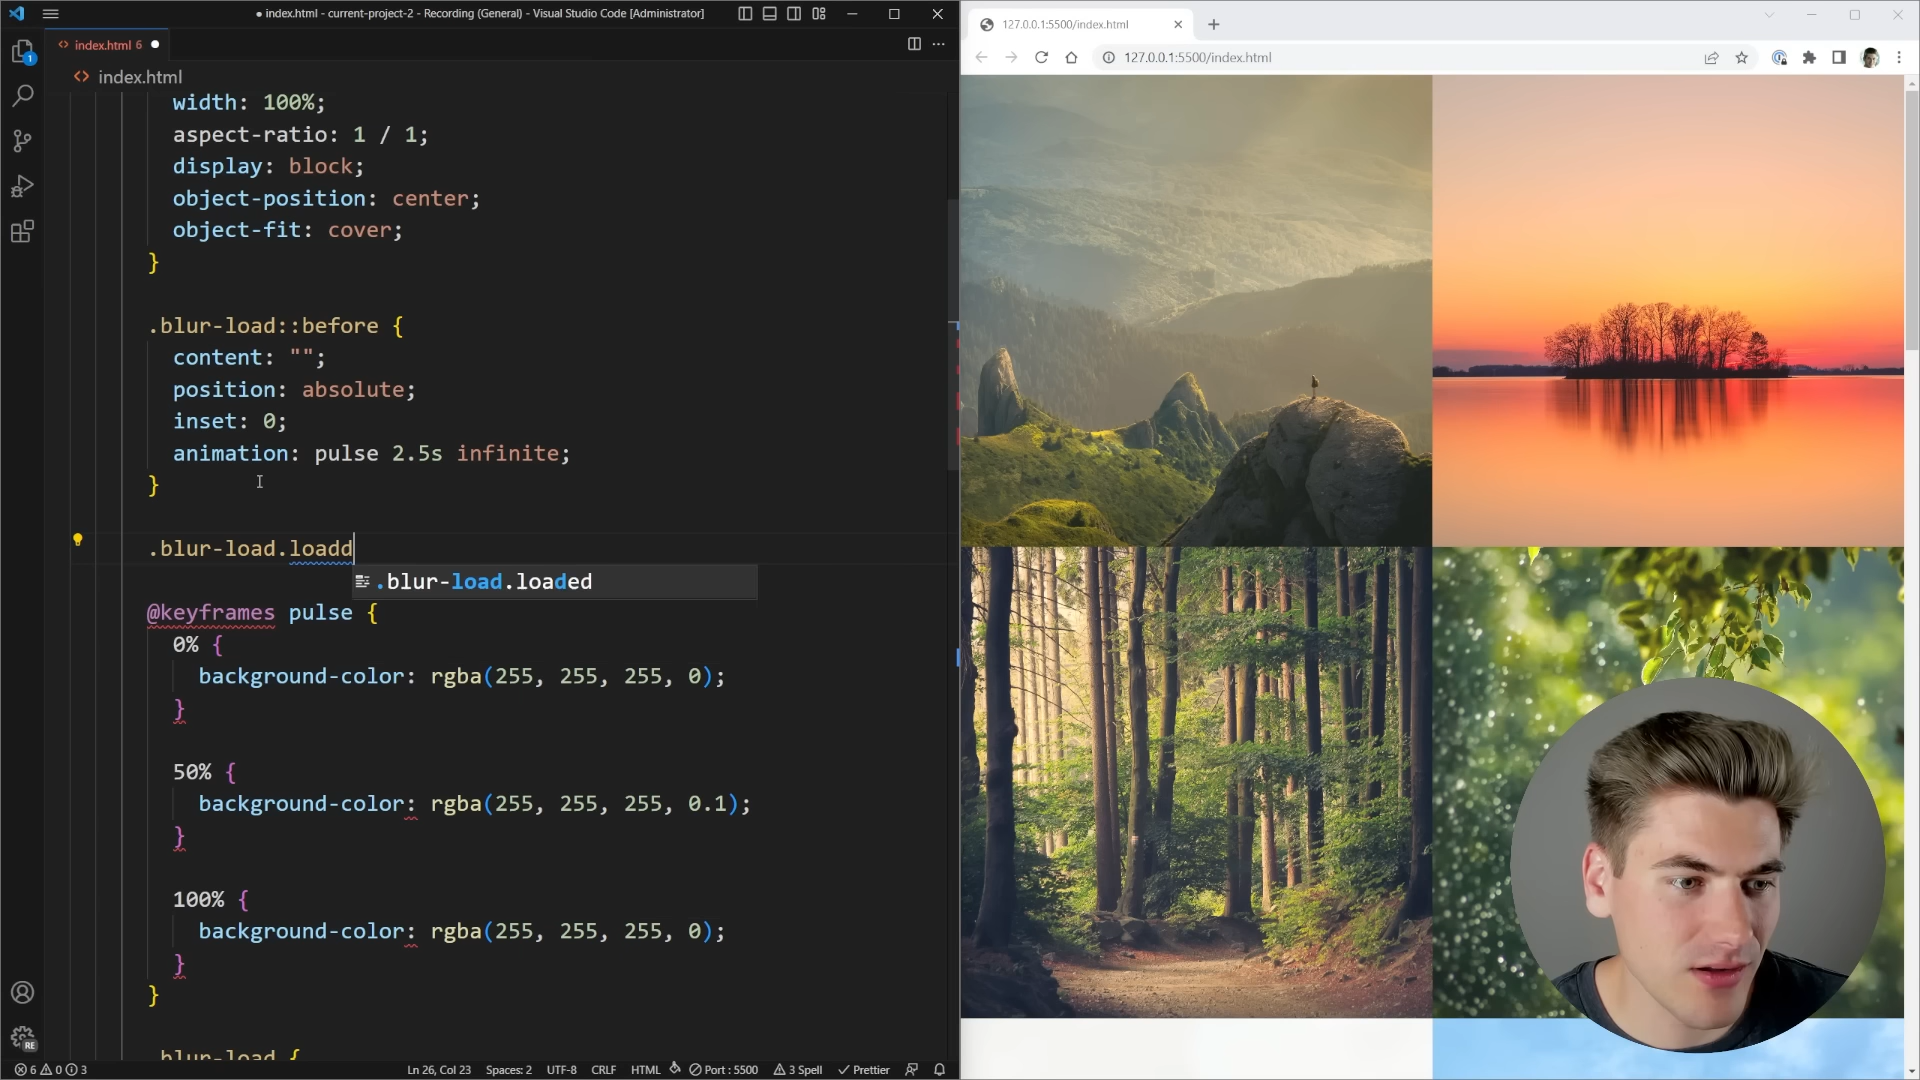 index.html - current-project-2 - Recording (General) - Visual Studio Code [Administrator]
index.html 6
index.html
width: 100%;
aspect-ratio: 1 / 1;
display: block;
object-position: center;
object-fit: cover;
}
.blur-load::before {
content: "";
position: absolute;
inset: 0;
animation: pulse 2.5s infinite;
}
.blur-load.loadd
.blur-load.loaded
@keyframes pulse {
0% {
background-color: rgba(255, 255, 255, 0);
}
50% {
background-color: rgba(255, 255, 255, 0.1);
}
100% {
background-color: rgba(255, 255, 255, 0);
}
}
.blur-load {
6 0 3
Ln 26, Col 23
Spaces: 2
UTF-8
CRLF
HTML
Port : 5500
3 Spell
Prettier
1
RE
127.0.0.1:5500/index.html
127.0.0.1:5500/index.html